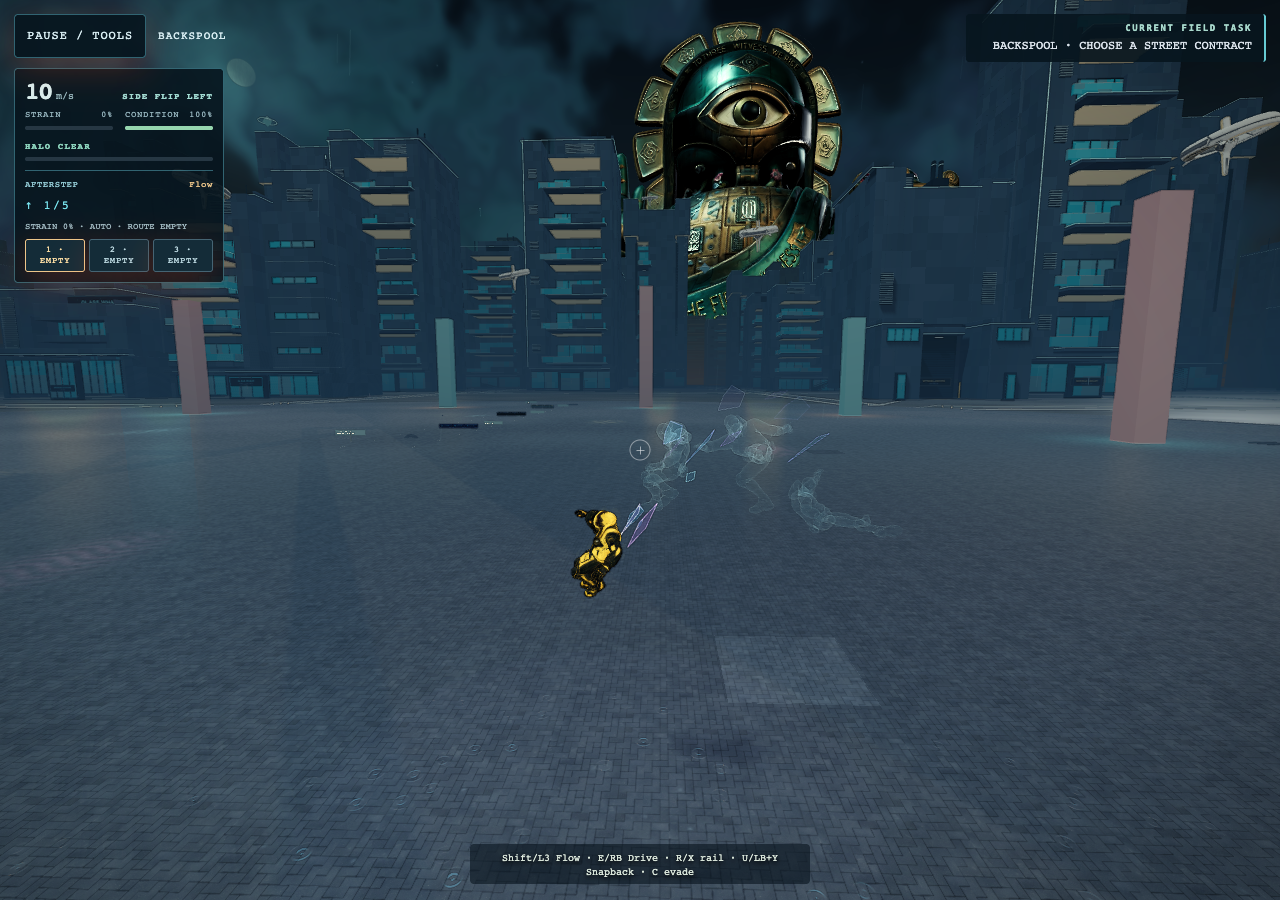 PAUSE / TOOLS
BACKSPOOL
CURRENT FIELD TASK
BACKSPOOL · CHOOSE A STREET CONTRACT
10 m/s
SIDE FLIP LEFT
STRAIN 0%
CONDITION 100%
HALO CLEAR
AFTERSTEP
Flow
↑ 1/5
STRAIN 0% · AUTO · ROUTE EMPTY
1 ·
EMPTY
2 ·
EMPTY
3 ·
EMPTY
WITNESS
Shift/L3 Flow · E/RB Drive · R/X rail · U/LB+Y
Snapback · C evade